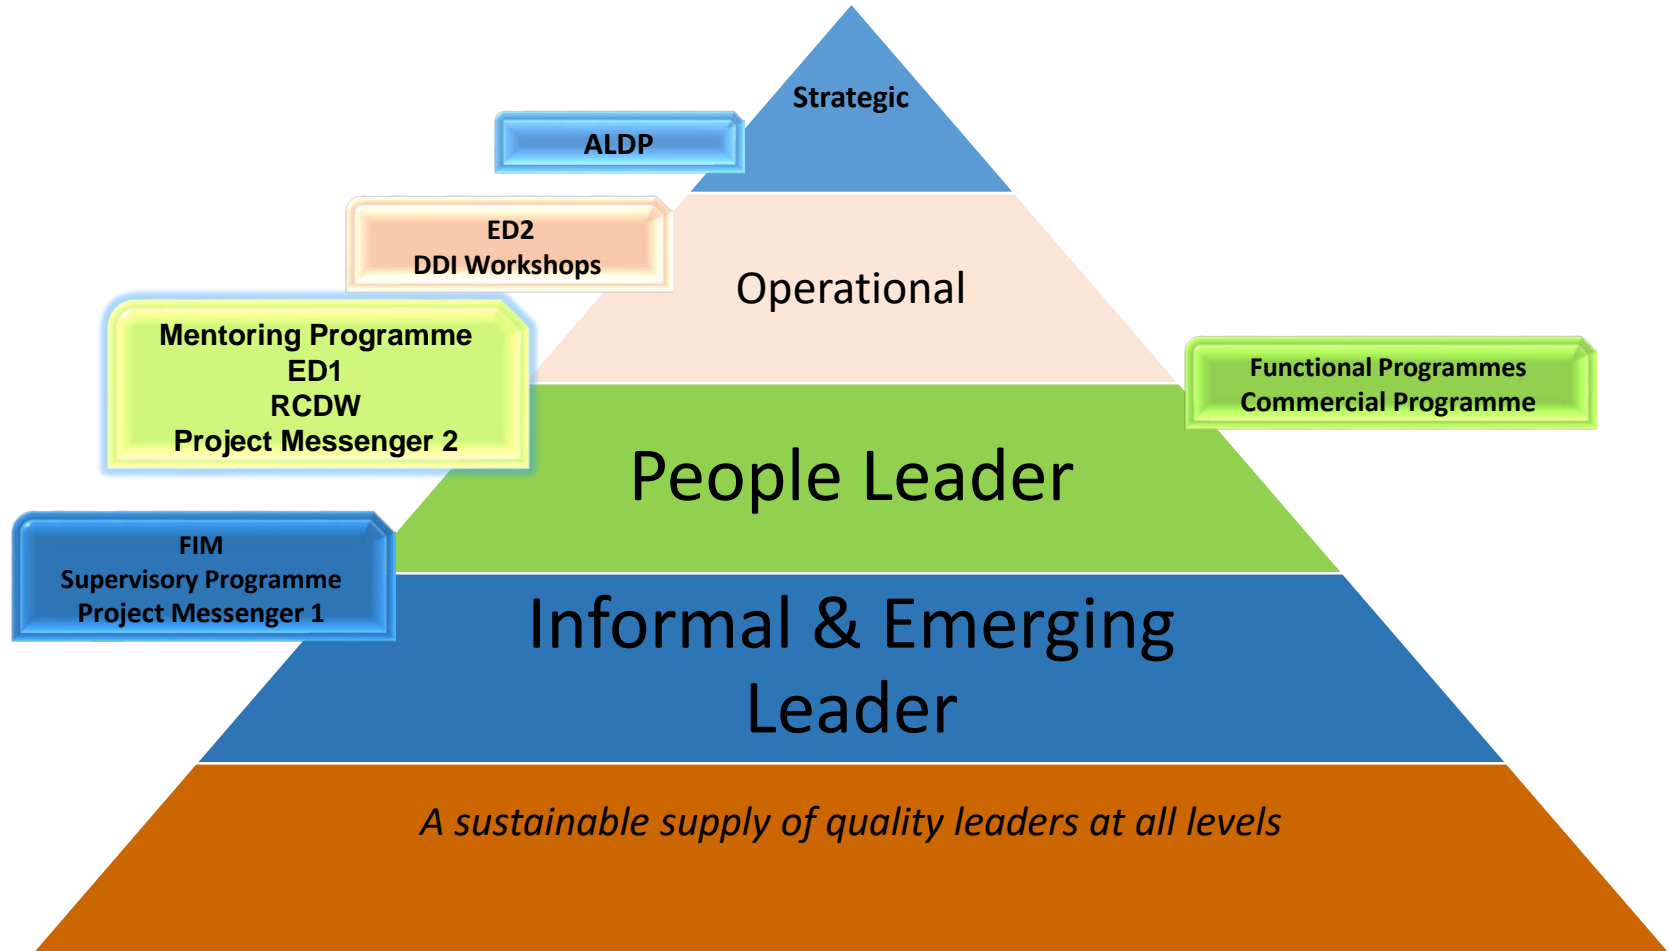 Strategic
ALDP
ED2
DDI Workshops
Operational
Mentoring Programme
ED1
RCDW
Project Messenger 2
Functional Programmes
Commercial Programme
People Leader
FIM
Supervisory Programme
Project Messenger 1
Informal & Emerging
Leader
A sustainable supply of quality leaders at all levels